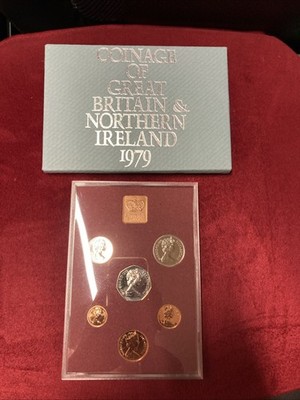 COINAGE
OF
GREAT
BRITAIN &
NORTHERN
IRELAND
1979